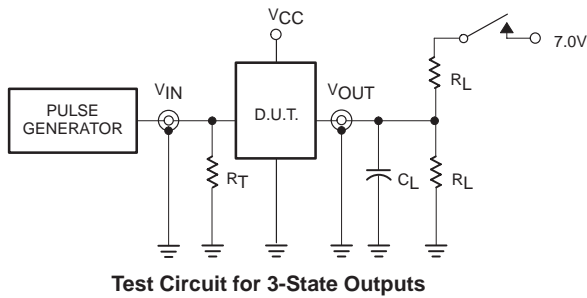 VCC
7.0V
RL
VIN
VOUT
PULSE
GENERATOR
D.U.T.
RT
CL
RL
Test Circuit for 3-State Outputs